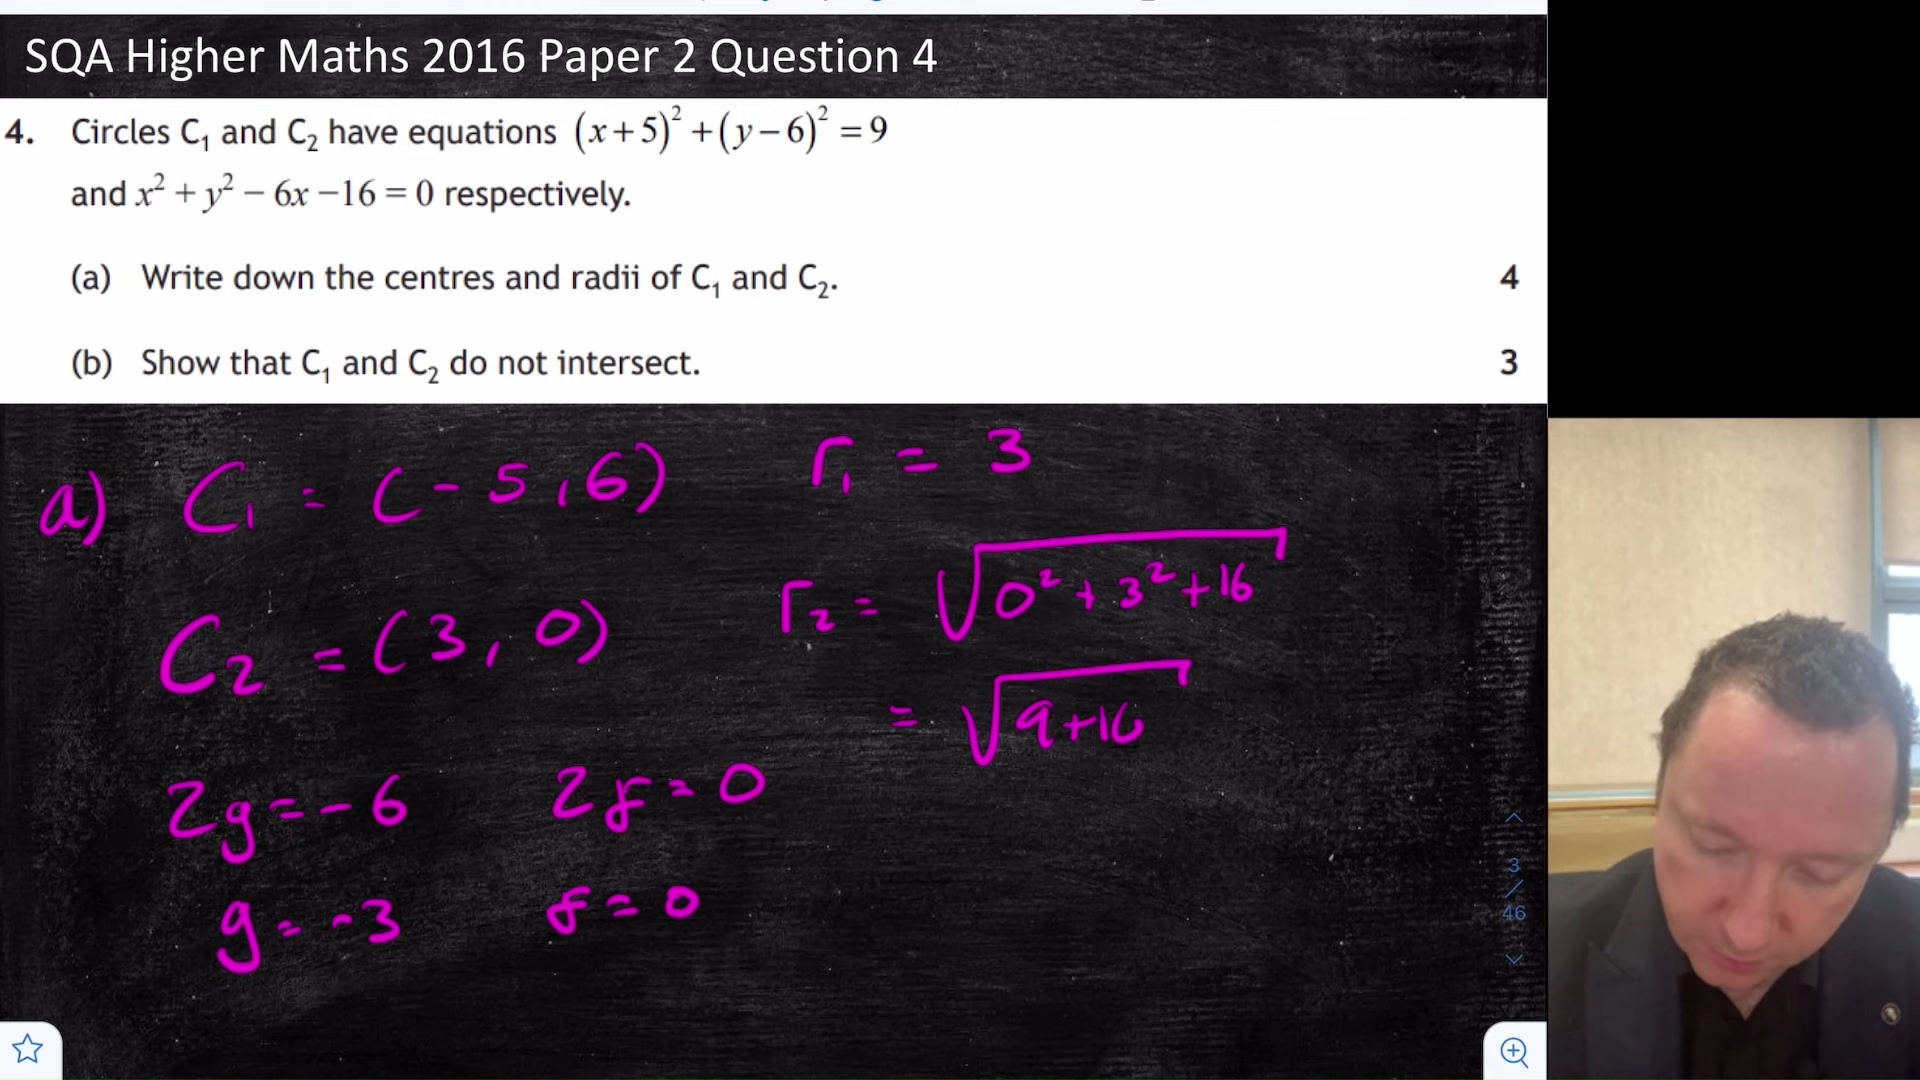 SQA Higher Maths 2016 Paper 2 Question 4
4. Circles C₁ and C₂ have equations (x+5)² + (y−6)² = 9
and x² + y² − 6x − 16 = 0 respectively.
(a) Write down the centres and radii of C₁ and C₂. 4
(b) Show that C₁ and C₂ do not intersect. 3
a) C₁ = (-5, 6) r₁ = 3
C₂ = (3, 0) r₂ = √(0² + 3² + 16)
= √(9+16)
2g = -6 2f = 0
g = -3 f = 0
3
/
46